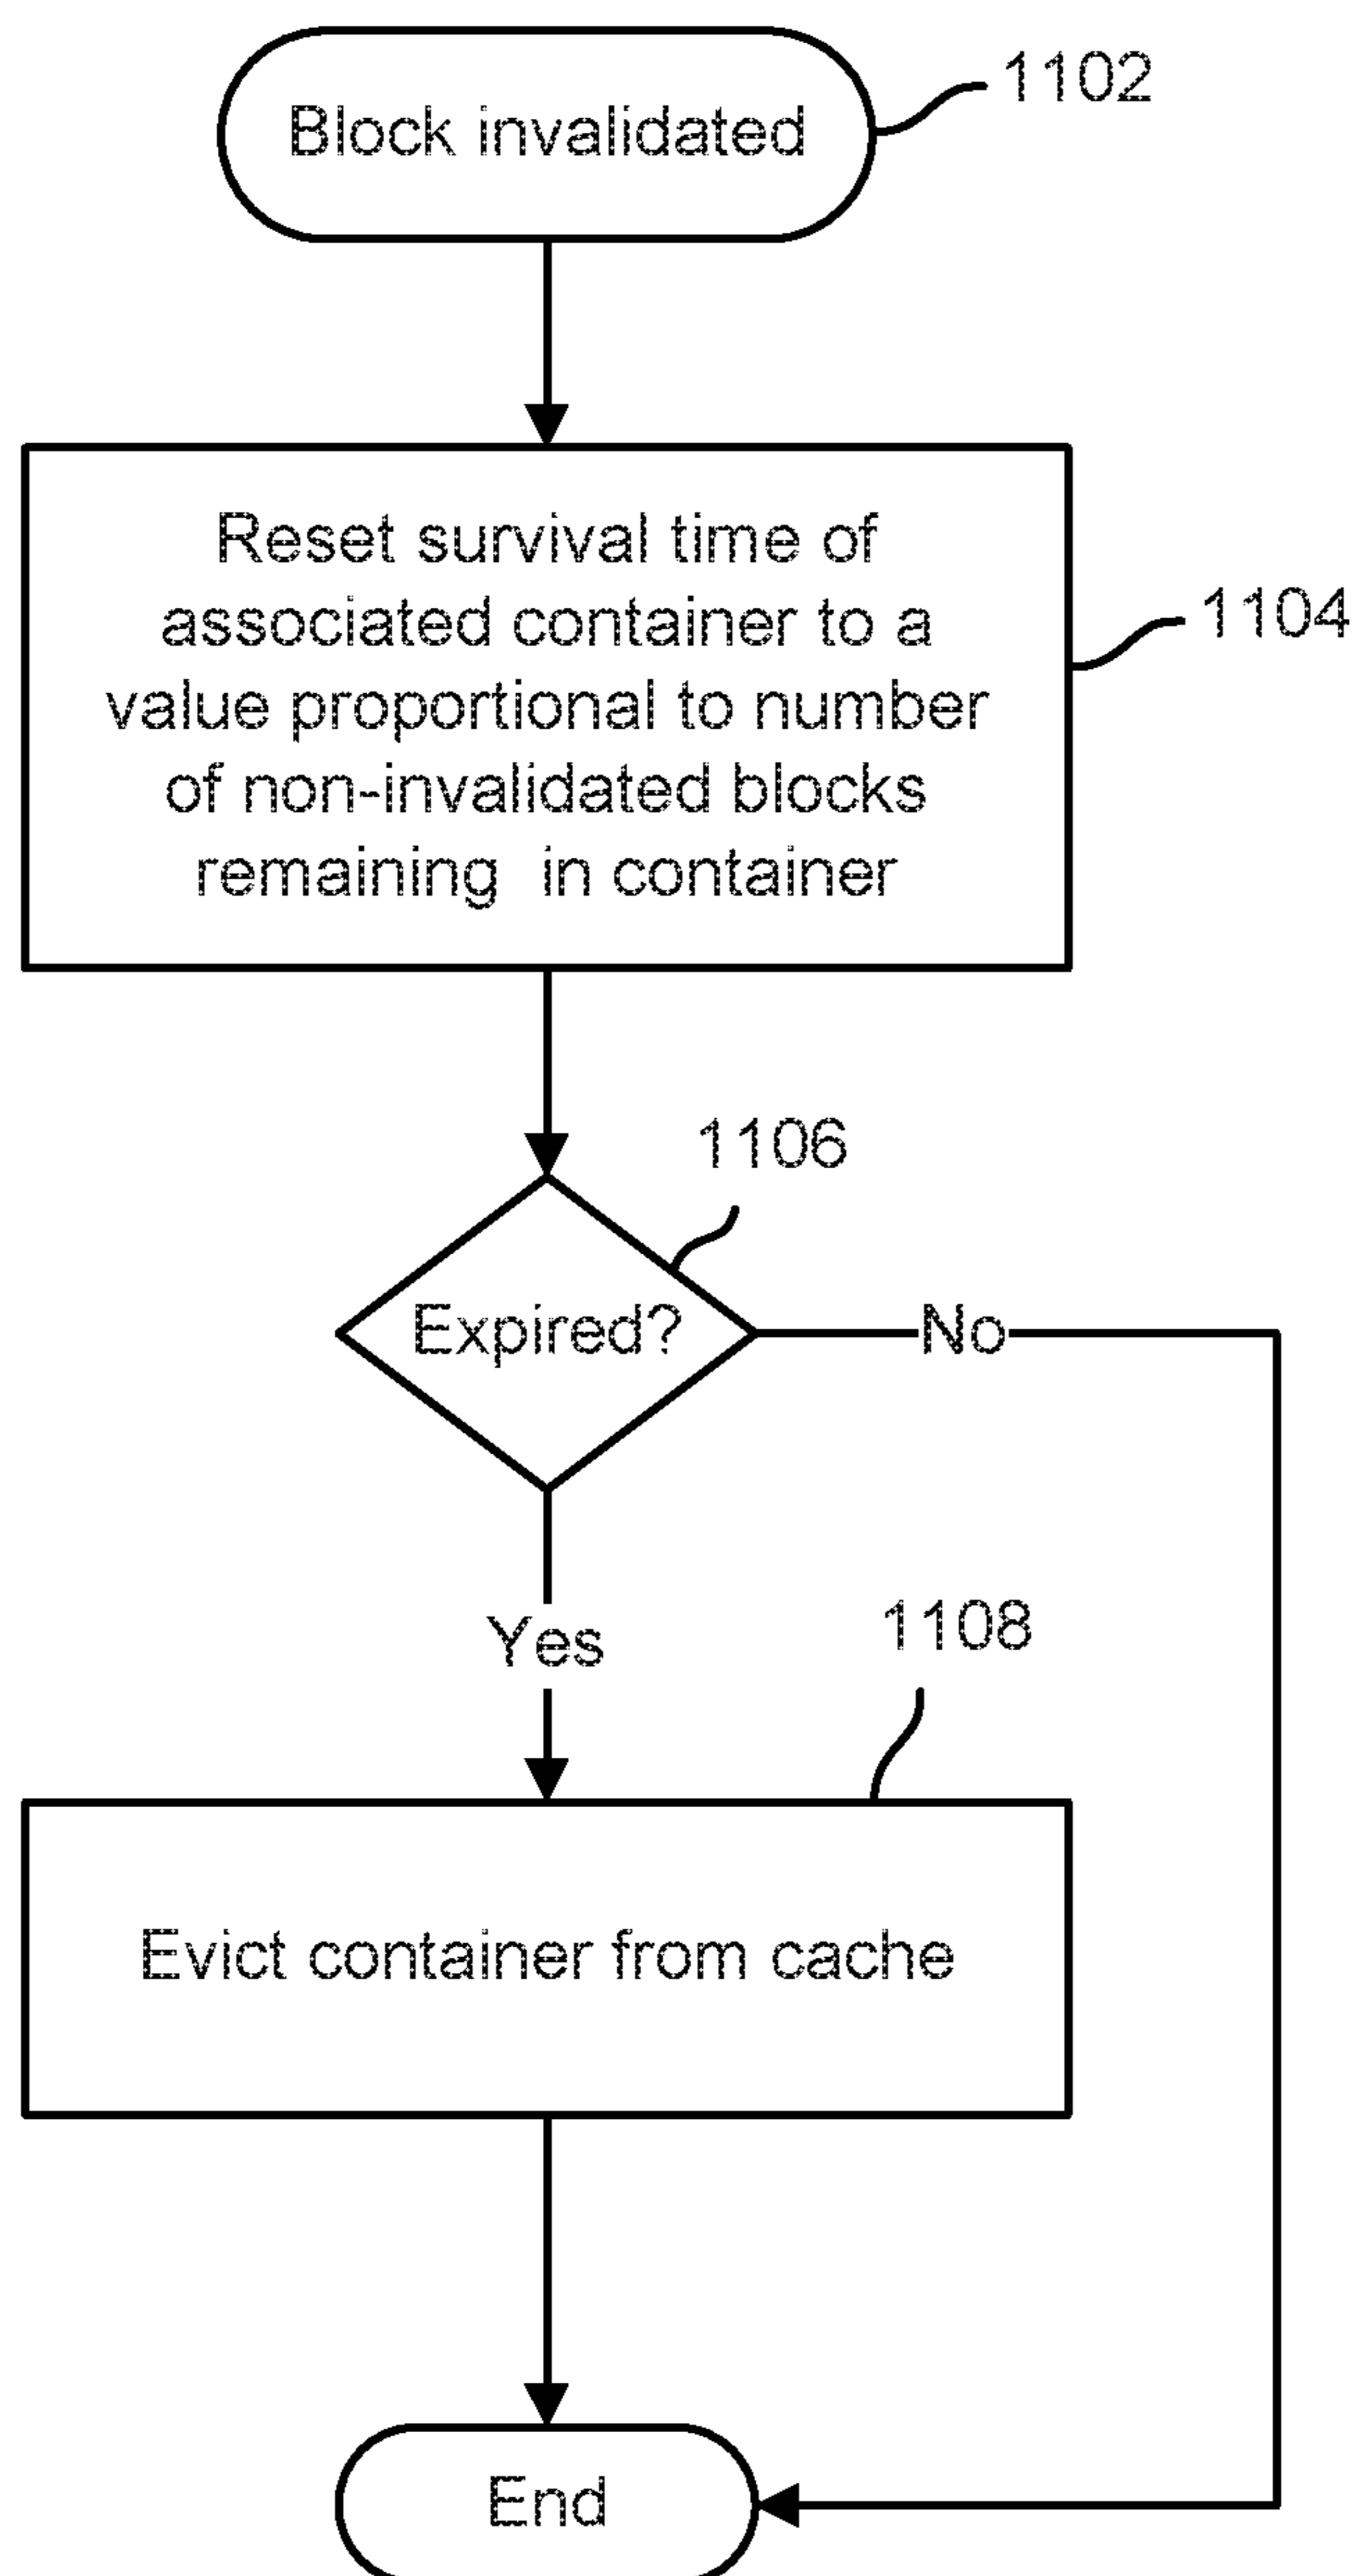 Block invalidated
1102
Reset survival time of
associated container to a
value proportional to number
of non-invalidated blocks
remaining in container
1104
1106
Expired?
No
Yes
1108
Evict container from cache
End